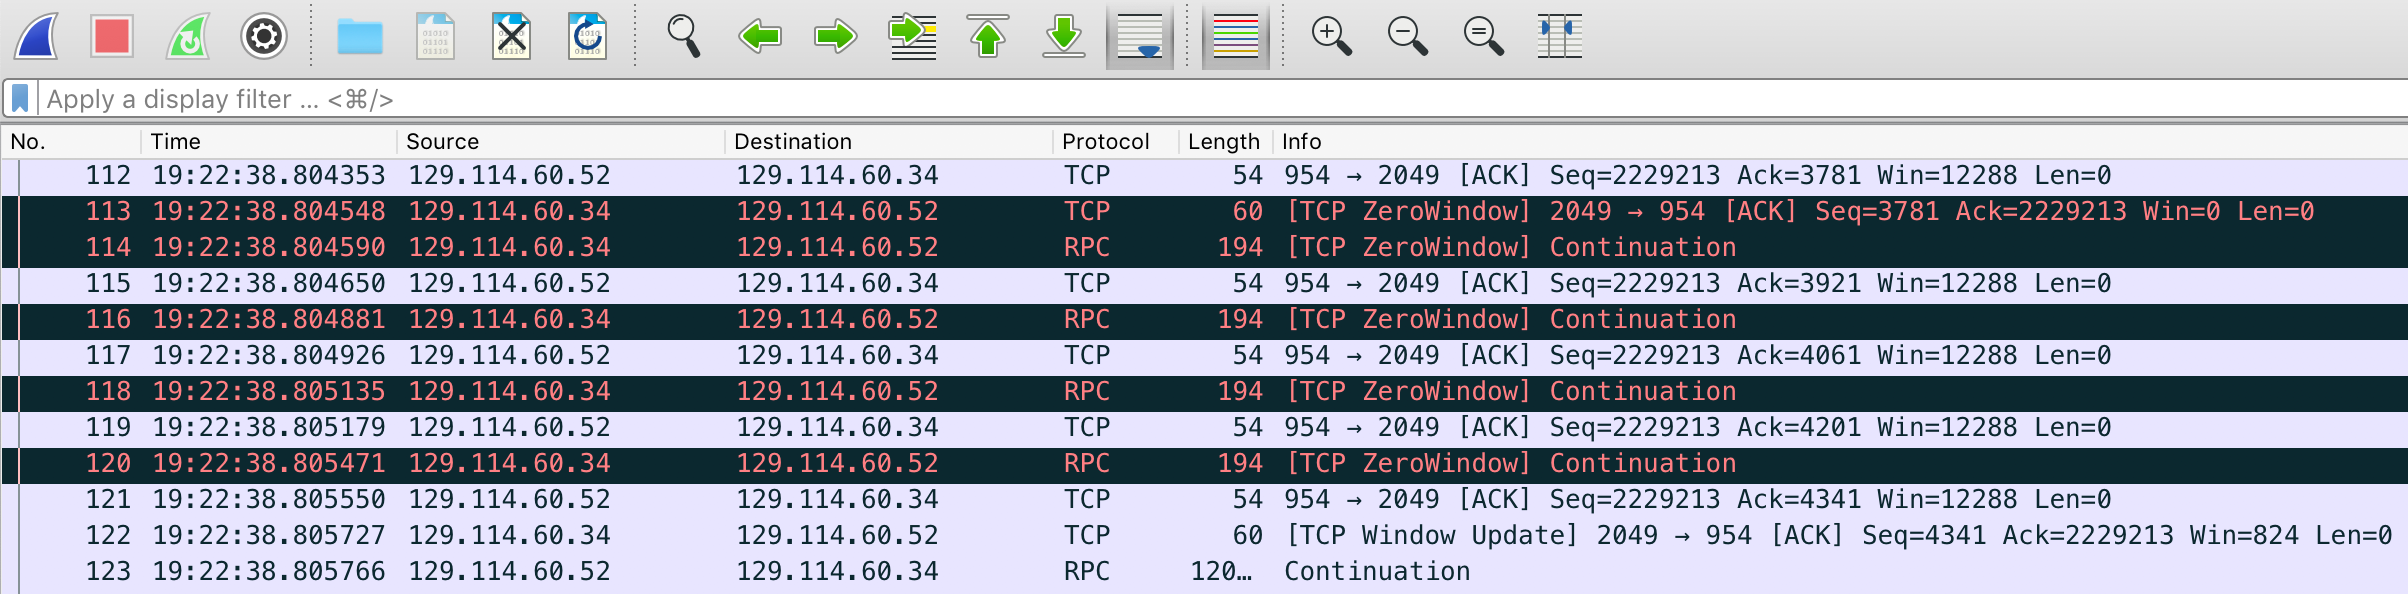 Apply a display filter ... <⌘/>
No. Time Source Destination Protocol Length Info
112 19:22:38.804353 129.114.60.52 129.114.60.34 TCP 54 954 → 2049 [ACK] Seq=2229213 Ack=3781 Win=12288 Len=0
113 19:22:38.804548 129.114.60.34 129.114.60.52 TCP 60 [TCP ZeroWindow] 2049 → 954 [ACK] Seq=3781 Ack=2229213 Win=0 Len=0
114 19:22:38.804590 129.114.60.34 129.114.60.52 RPC 194 [TCP ZeroWindow] Continuation
115 19:22:38.804650 129.114.60.52 129.114.60.34 TCP 54 954 → 2049 [ACK] Seq=2229213 Ack=3921 Win=12288 Len=0
116 19:22:38.804881 129.114.60.34 129.114.60.52 RPC 194 [TCP ZeroWindow] Continuation
117 19:22:38.804926 129.114.60.52 129.114.60.34 TCP 54 954 → 2049 [ACK] Seq=2229213 Ack=4061 Win=12288 Len=0
118 19:22:38.805135 129.114.60.34 129.114.60.52 RPC 194 [TCP ZeroWindow] Continuation
119 19:22:38.805179 129.114.60.52 129.114.60.34 TCP 54 954 → 2049 [ACK] Seq=2229213 Ack=4201 Win=12288 Len=0
120 19:22:38.805471 129.114.60.34 129.114.60.52 RPC 194 [TCP ZeroWindow] Continuation
121 19:22:38.805550 129.114.60.52 129.114.60.34 TCP 54 954 → 2049 [ACK] Seq=2229213 Ack=4341 Win=12288 Len=0
122 19:22:38.805727 129.114.60.34 129.114.60.52 TCP 60 [TCP Window Update] 2049 → 954 [ACK] Seq=4341 Ack=2229213 Win=824 Len=0
123 19:22:38.805766 129.114.60.52 129.114.60.34 RPC 120… Continuation